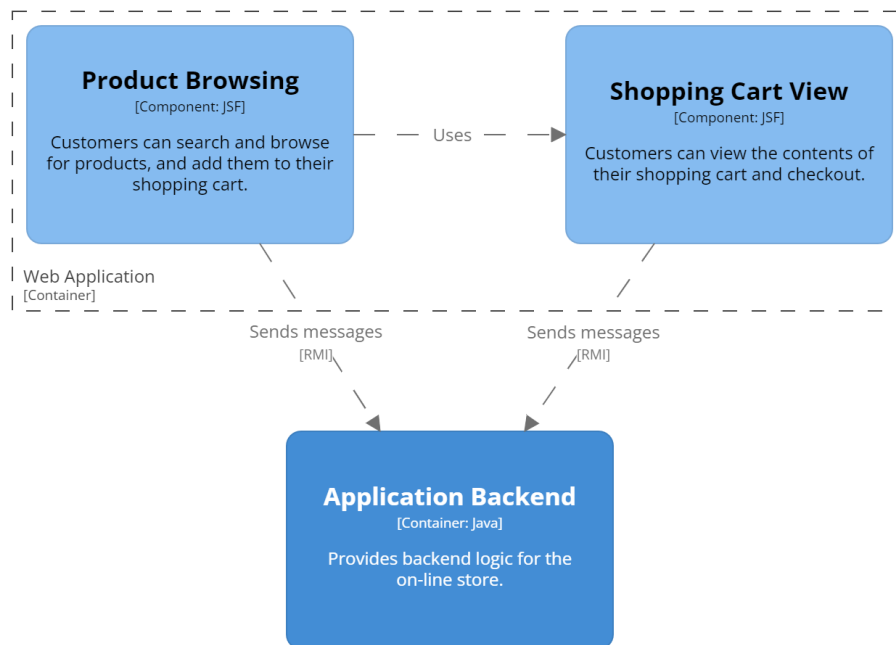 Product Browsing
[Component: JSF]
Customers can search and browse
for products, and add them to their
shopping cart.
Uses
Shopping Cart View
[Component: JSF]
Customers can view the contents of
their shopping cart and checkout.
Web Application
[Container]
Sends messages
[RMI]
Sends messages
[RMI]
Application Backend
[Container: Java]
Provides backend logic for the
on-line store.